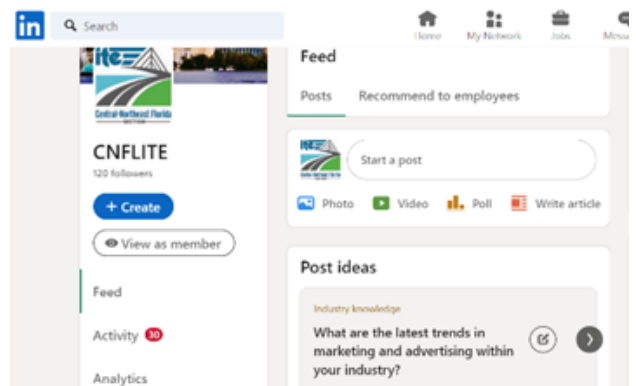 in
Search
Home
My Network
Jobs
ite
Central-Northeast Florida
SECTION
CNFLITE
120 followers
+ Create
View as member
Feed
Activity 30
Analytics
Feed
Posts Recommend to employees
Start a post
Photo Video Poll Write article
Post ideas
Industry knowledge
What are the latest trends in
marketing and advertising within
your industry?